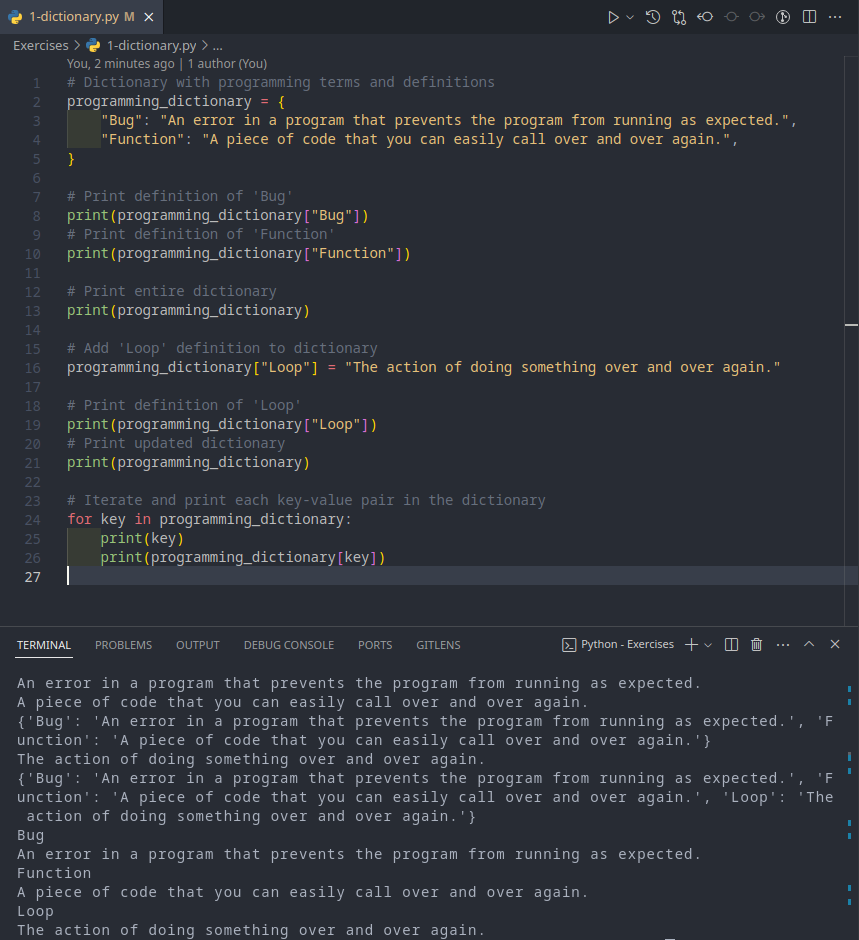 1-dictionary.py M
Exercises > 1-dictionary.py > ...
You, 2 minutes ago | 1 author (You)
1 # Dictionary with programming terms and definitions
2 programming_dictionary = {
3     "Bug": "An error in a program that prevents the program from running as expected.",
4     "Function": "A piece of code that you can easily call over and over again.",
5 }
6
7 # Print definition of 'Bug'
8 print(programming_dictionary["Bug"])
9 # Print definition of 'Function'
10 print(programming_dictionary["Function"])
11
12 # Print entire dictionary
13 print(programming_dictionary)
14
15 # Add 'Loop' definition to dictionary
16 programming_dictionary["Loop"] = "The action of doing something over and over again."
17
18 # Print definition of 'Loop'
19 print(programming_dictionary["Loop"])
20 # Print updated dictionary
21 print(programming_dictionary)
22
23 # Iterate and print each key-value pair in the dictionary
24 for key in programming_dictionary:
25     print(key)
26     print(programming_dictionary[key])
27
TERMINAL PROBLEMS OUTPUT DEBUG CONSOLE PORTS GITLENS Python - Exercises
An error in a program that prevents the program from running as expected.
A piece of code that you can easily call over and over again.
{'Bug': 'An error in a program that prevents the program from running as expected.', 'F
unction': 'A piece of code that you can easily call over and over again.'}
The action of doing something over and over again.
{'Bug': 'An error in a program that prevents the program from running as expected.', 'F
unction': 'A piece of code that you can easily call over and over again.', 'Loop': 'The
 action of doing something over and over again.'}
Bug
An error in a program that prevents the program from running as expected.
Function
A piece of code that you can easily call over and over again.
Loop
The action of doing something over and over again.